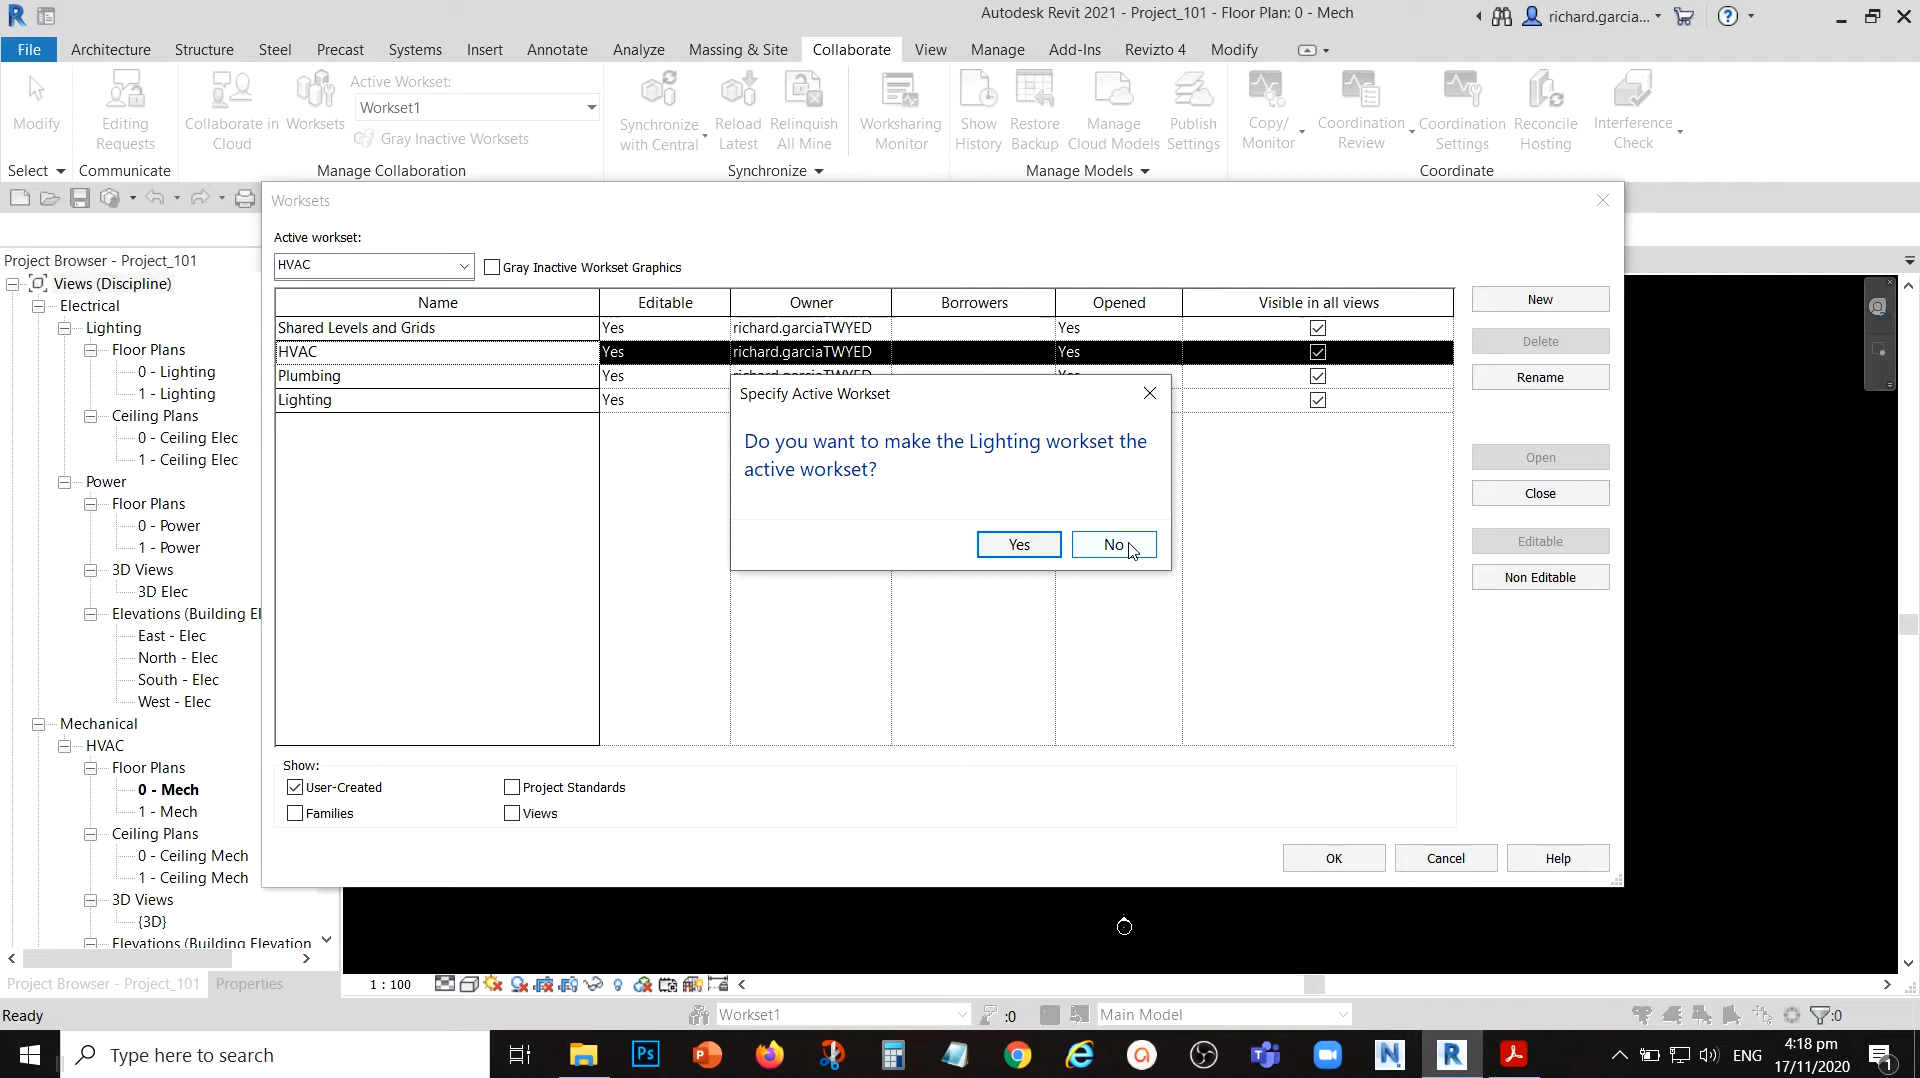 Autodesk Revit 2021 - Project_101 - Floor Plan: 0 - Mech
richard.garcia...
File Architecture Structure Steel Precast Systems Insert Annotate Analyze Massing & Site Collaborate View Manage Add-Ins Revizto 4 Modify
Modify
Editing Requests
Collaborate in Cloud
Worksets
Active Workset:
Workset1
Gray Inactive Worksets
Synchronize with Central
Reload Latest
Relinquish All Mine
Worksharing Monitor
Show History
Restore Backup
Manage Cloud Models
Publish Settings
Copy/ Monitor
Coordination Review
Coordination Settings
Reconcile Hosting
Interference Check
Select Communicate Manage Collaboration Synchronize Manage Models Coordinate
Project Browser - Project_101
Views (Discipline)
Electrical
Lighting
Floor Plans
0 - Lighting
1 - Lighting
Ceiling Plans
0 - Ceiling Elec
1 - Ceiling Elec
Power
Floor Plans
0 - Power
1 - Power
3D Views
3D Elec
Elevations (Building El
East - Elec
North - Elec
South - Elec
West - Elec
Mechanical
HVAC
Floor Plans
0 - Mech
1 - Mech
Ceiling Plans
0 - Ceiling Mech
1 - Ceiling Mech
3D Views
{3D}
Elevations (Building Elevation
Project Browser - Project_101 Properties
Worksets
Active workset:
HVAC
Gray Inactive Workset Graphics
Name Editable Owner Borrowers Opened Visible in all views
Shared Levels and Grids Yes richard.garciaTWYED Yes
HVAC Yes richard.garciaTWYED Yes
Plumbing Yes
Lighting Yes
New
Delete
Rename
Open
Close
Editable
Non Editable
Specify Active Workset
Do you want to make the Lighting workset the
active workset?
Yes No
Show:
User-Created Project Standards
Families Views
OK Cancel Help
1 : 100
Ready
Workset1 :0 Main Model :0
Type here to search
Ps
P
N
R
ENG
4:18 pm
17/11/2020
1